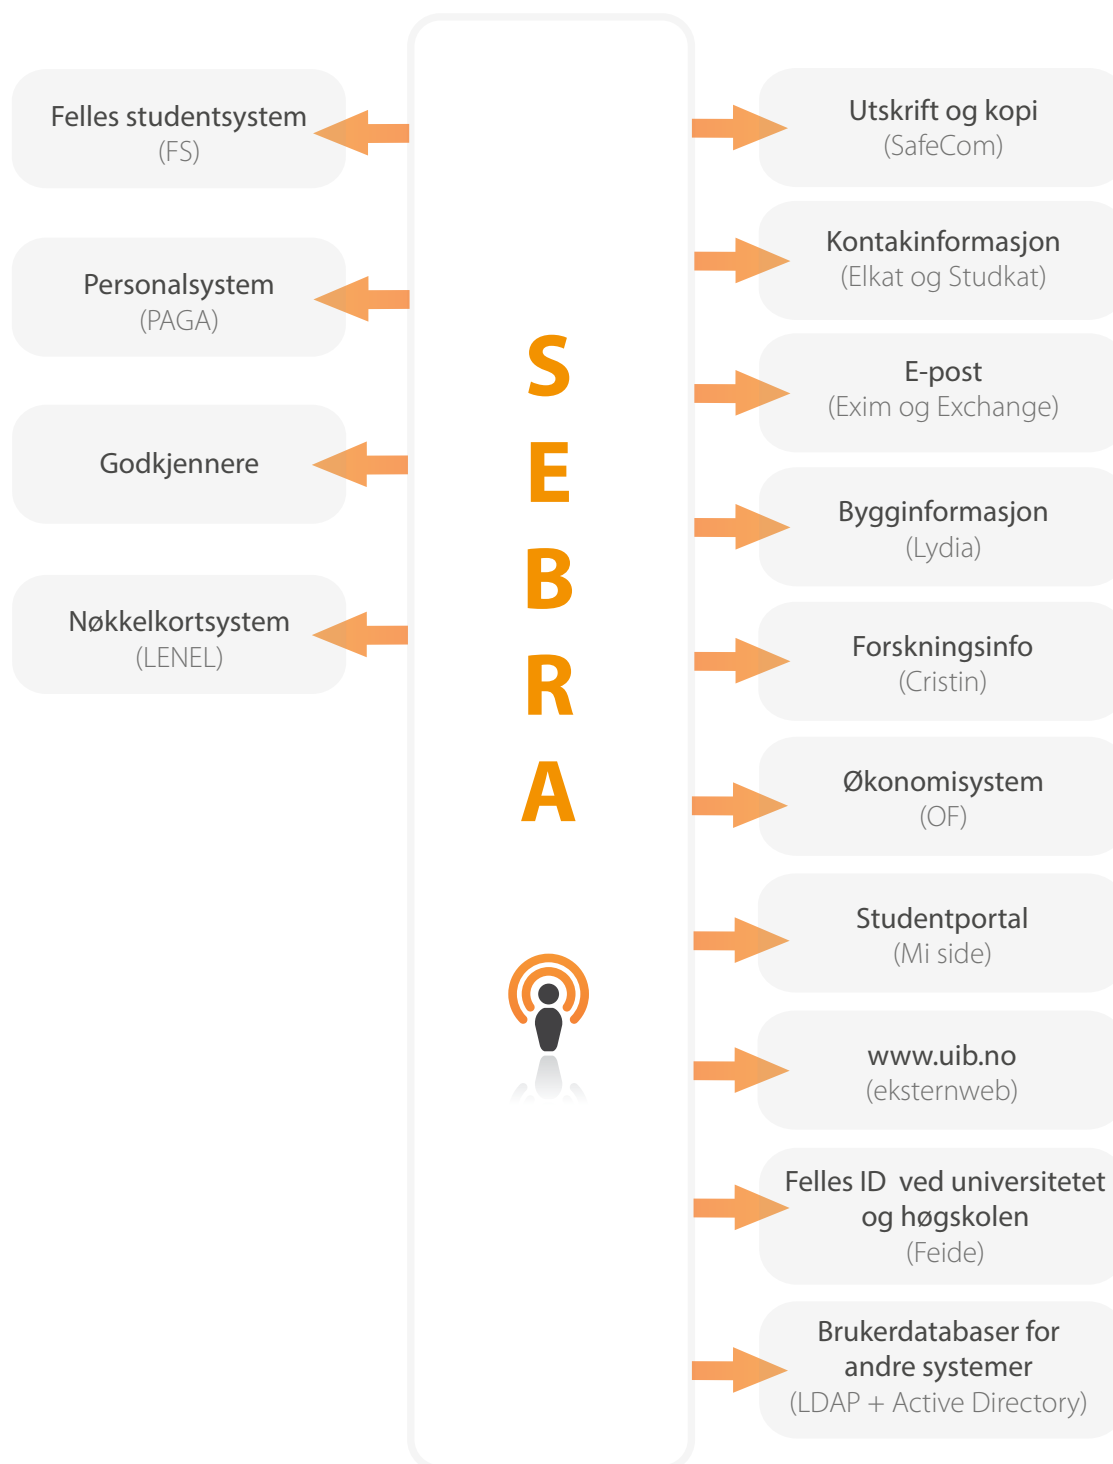 Felles studentsystem
(FS)
Personalsystem
(PAGA)
Godkjennere
Nøkkelkortsystem
(LENEL)
S
E
B
R
A
Utskrift og kopi
(SafeCom)
Kontakinformasjon
(Elkat og Studkat)
E-post
(Exim og Exchange)
Bygginformasjon
(Lydia)
Forskningsinfo
(Cristin)
Økonomisystem
(OF)
Studentportal
(Mi side)
www.uib.no
(eksternweb)
Felles ID ved universitetet
og høgskolen
(Feide)
Brukerdatabaser for
andre systemer
(LDAP + Active Directory)